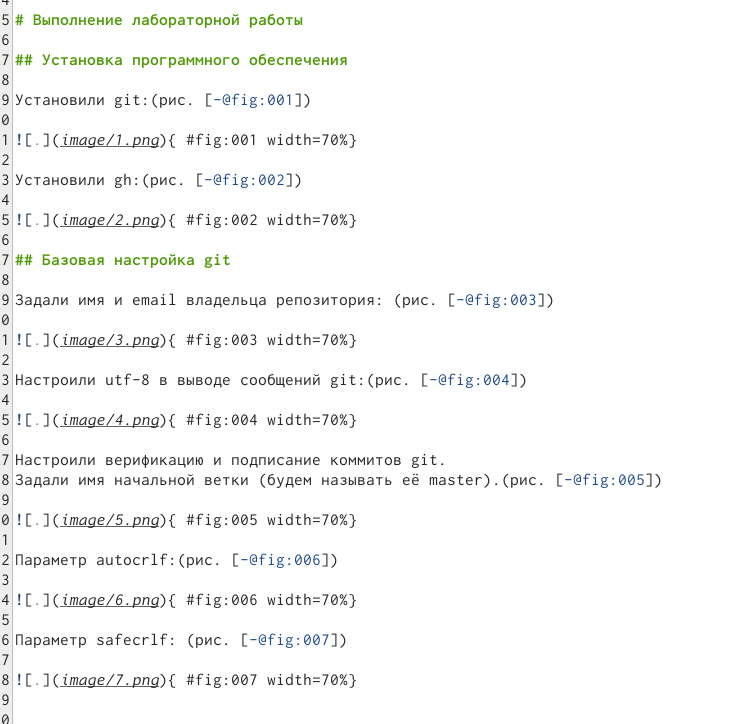 5 # Выполнение лабораторной работы
6
7 ## Установка программного обеспечения
8
9 Установили git:(рис. [-@fig:001])
0
1 ![.](image/1.png){ #fig:001 width=70%}
2
3 Установили gh:(рис. [-@fig:002])
4
5 ![.](image/2.png){ #fig:002 width=70%}
6
7 ## Базовая настройка git
8
9 Задали имя и email владельца репозитория: (рис. [-@fig:003])
0
1 ![.](image/3.png){ #fig:003 width=70%}
2
3 Настроили utf-8 в выводе сообщений git:(рис. [-@fig:004])
4
5 ![.](image/4.png){ #fig:004 width=70%}
6
7 Настроили верификацию и подписание коммитов git.
8 Задали имя начальной ветки (будем называть её master).(рис. [-@fig:005])
9
0 ![.](image/5.png){ #fig:005 width=70%}
1
2 Параметр autocrlf:(рис. [-@fig:006])
3
4 ![.](image/6.png){ #fig:006 width=70%}
5
6 Параметр safecrlf: (рис. [-@fig:007])
7
8 ![.](image/7.png){ #fig:007 width=70%}
9
0